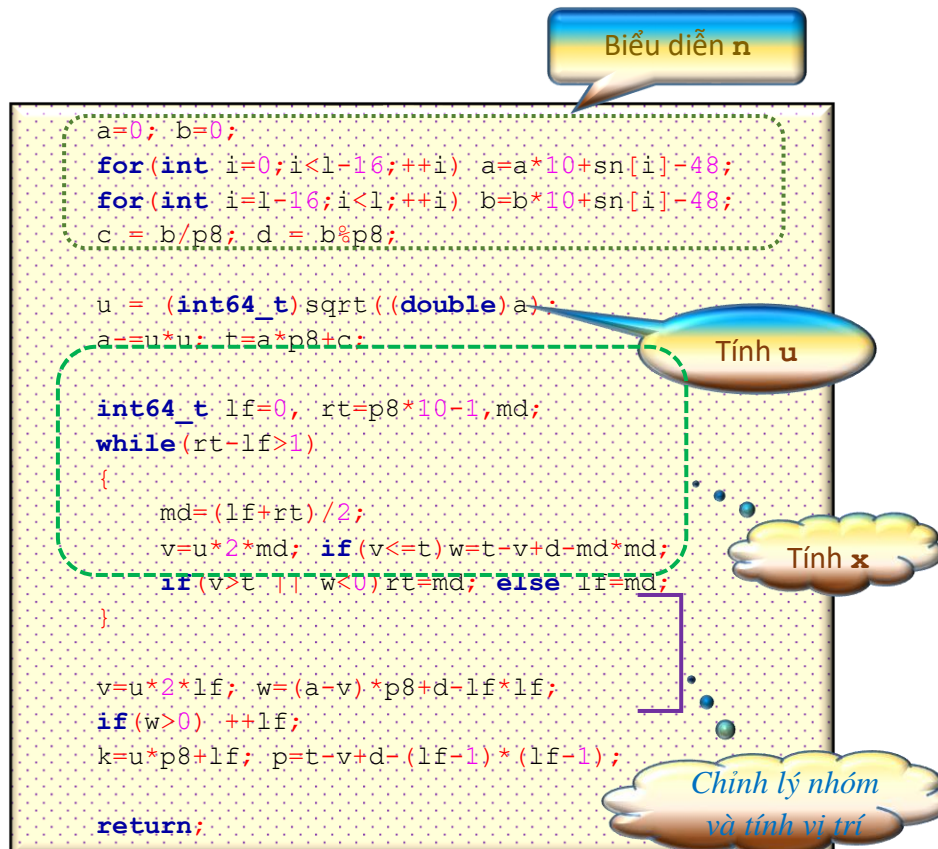 Biểu diễn n
a=0; b=0;
for(int i=0;i<l-16;++i) a=a*10+sn[i]-48;
for(int i=l-16;i<l;++i) b=b*10+sn[i]-48;
c = b/p8; d = b%p8;
u = (int64_t)sqrt((double)a);
a-=u*u; t=a*p8+c;
Tính u
int64_t lf=0, rt=p8*10-1,md;
while(rt-lf>1)
{
md=(lf+rt)/2;
v=u*2*md; if(v<=t)w=t-v+d-md*md;
Tính x
if(v>t || w<0)rt=md; else lf=md;
}
v=u*2*lf; w=(a-v)*p8+d-lf*lf;
if(w>0) ++lf;
k=u*p8+lf; p=t-v+d-(lf-1)*(lf-1);
Chỉnh lý nhóm
và tính vị trí
return;